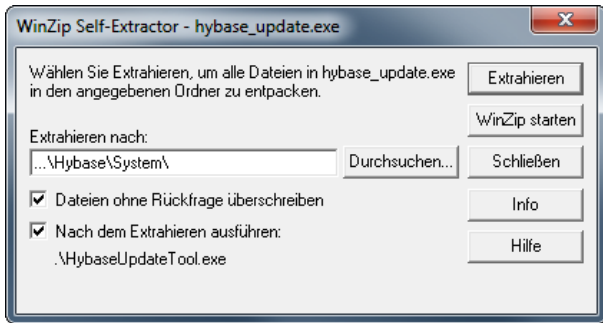 WinZip Self-Extractor - hybase_update.exe
Wählen Sie Extrahieren, um alle Dateien in hybase_update.exe
in den angegebenen Ordner zu entpacken.
Extrahieren
WinZip starten
Extrahieren nach:
...\Hybase\System\
Durchsuchen...
Schließen
Dateien ohne Rückfrage überschreiben
Info
Nach dem Extrahieren ausführen:
.\HybaseUpdateTool.exe
Hilfe